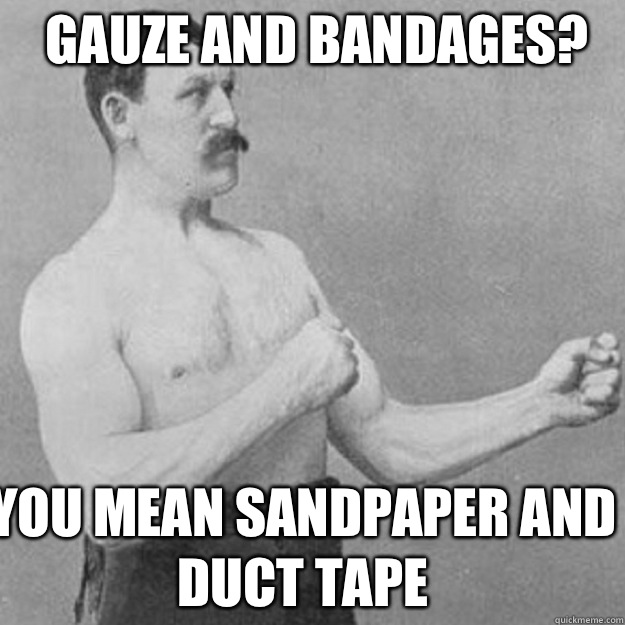 GAUZE AND BANDAGES?
YOU MEAN SANDPAPER AND
DUCT TAPE
quickmeme.com